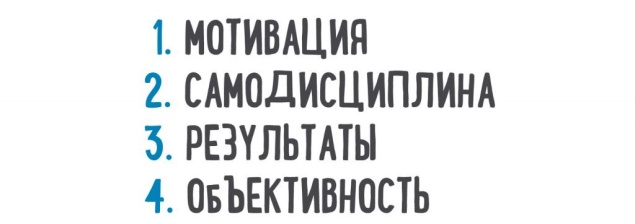 1. МОТИВАЦИЯ
2. САМОДИСЦИПЛИНА
3. РЕЗУЛЬТАТЫ
4. ОбЪЕКТИВНОСТЬ